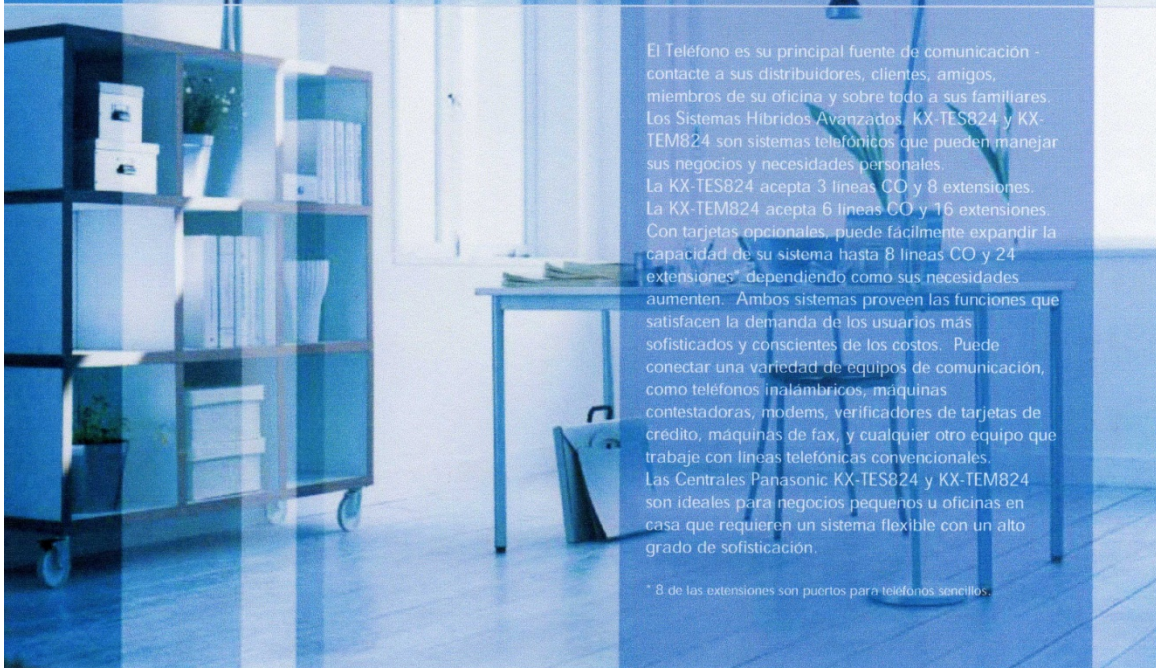 El Teléfono es su principal fuente de comunicación -
contacte a sus distribuidores, clientes, amigos,
miembros de su oficina y sobre todo a sus familiares.
Los Sistemas Híbridos Avanzados, KX-TES824 y KX-
TEM824 son sistemas telefónicos que pueden manejar
sus negocios y necesidades personales.
La KX-TES824 acepta 3 lineas CO y 8 extensiones.
La KX-TEM824 acepta 6 lineas CO y 16 extensiones.
Con tarjetas opcionales, puede fácilmente expandir la
capacidad de su sistema hasta 8 lineas CO y 24
extensiones* dependiendo como sus necesidades
aumenten. Ambos sistemas proveen las funciones que
satisfacen la demanda de los usuarios más
sofisticados y conscientes de los costos. Puede
conectar una variedad de equipos de comunicación,
como teléfonos inalámbricos, máquinas
contestadoras, modems, verificadores de tarjetas de
crédito, máquinas de fax, y cualquier otro equipo que
trabaje con lineas telefónicas convencionales.
Las Centrales Panasonic KX-TES824 y KX-TEM824
son ideales para negocios pequenos u oficinas en
casa que requieren un sistema flexible con un alto
grado de sofisticación.
* 8 de las extensiones son puertos para teléfonos sencillos.